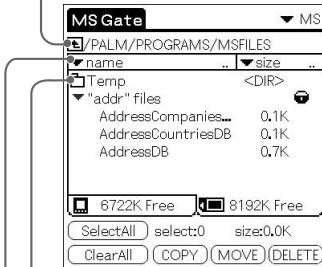 MS Gate ▼ MS
/PALM/PROGRAMS/MSFILES
▼ name .. ▼ size ..
Temp <DIR>
▼ "addr" files
AddressCompanies... 0.1K
AddressCountriesDB 0.1K
AddressDB 0.7K
6722K Free 8192K Free
SelectAll select:0 size:0.0K
ClearAll COPY MOVE DELETE